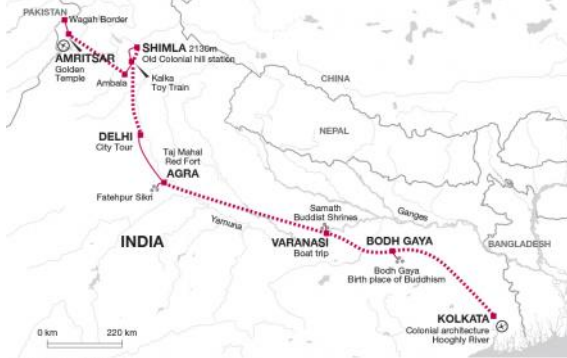 PAKISTAN
Wagah Border
SHIMLA 2130m
Old Colonial hill station
AMRITSAR
Golden
Temple
Ambala
Kalka
Toy Train
CHINA
NEPAL
DELHI
City Tour
Taj Mahal
Red Fort
AGRA
Fatehpur Sikri
Yamuna
Sarnath
Buddist Shrines
Ganges
INDIA
VARANASI
Boat trip
BODH GAYA
BANGLADESH
Bodh Gaya
Birth place of Buddhism
KOLKATA
Colonial architecture
Hooghly River
0 km 220 km